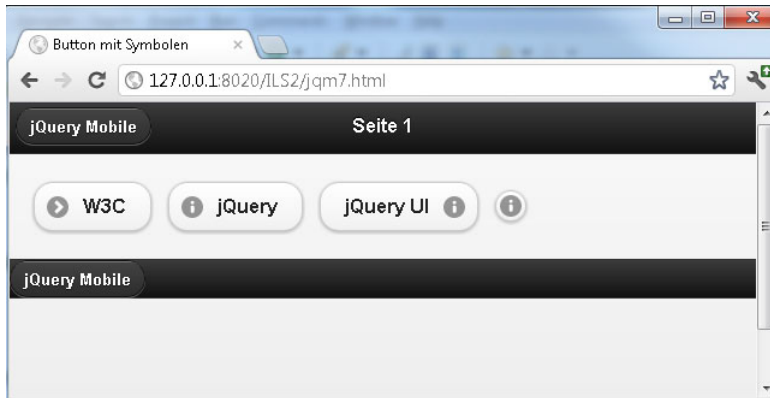 Button mit Symbolen
127.0.0.1:8020/ILS2/jqm7.html
jQuery Mobile Seite 1
W3C jQuery jQuery UI
jQuery Mobile